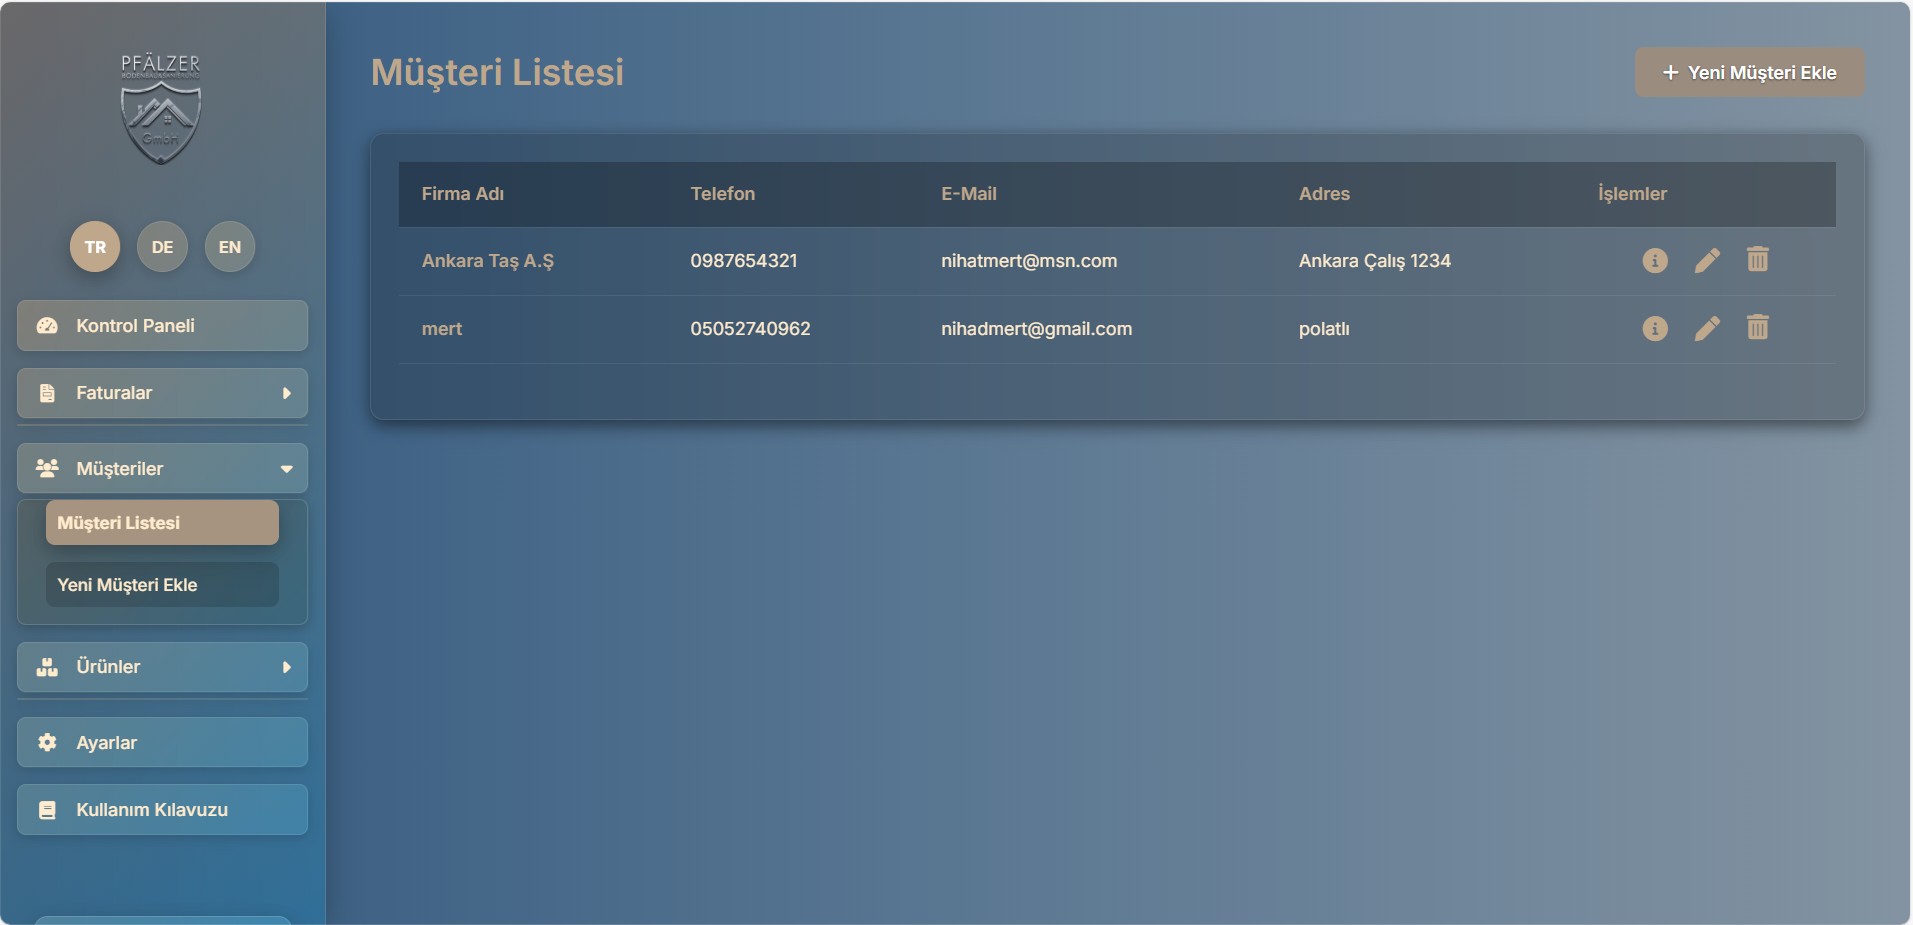 PFÄLZER
GmbH
TR DE EN
Kontrol Paneli
Faturalar
Müşteriler
Müşteri Listesi
Yeni Müşteri Ekle
Ürünler
Ayarlar
Kullanım Kılavuzu
Müşteri Listesi
+ Yeni Müşteri Ekle
Firma Adı Telefon E-Mail Adres İşlemler
Ankara Taş A.Ş 0987654321 nihatmert@msn.com Ankara Çalış 1234
mert 05052740962 nihadmert@gmail.com polatlı